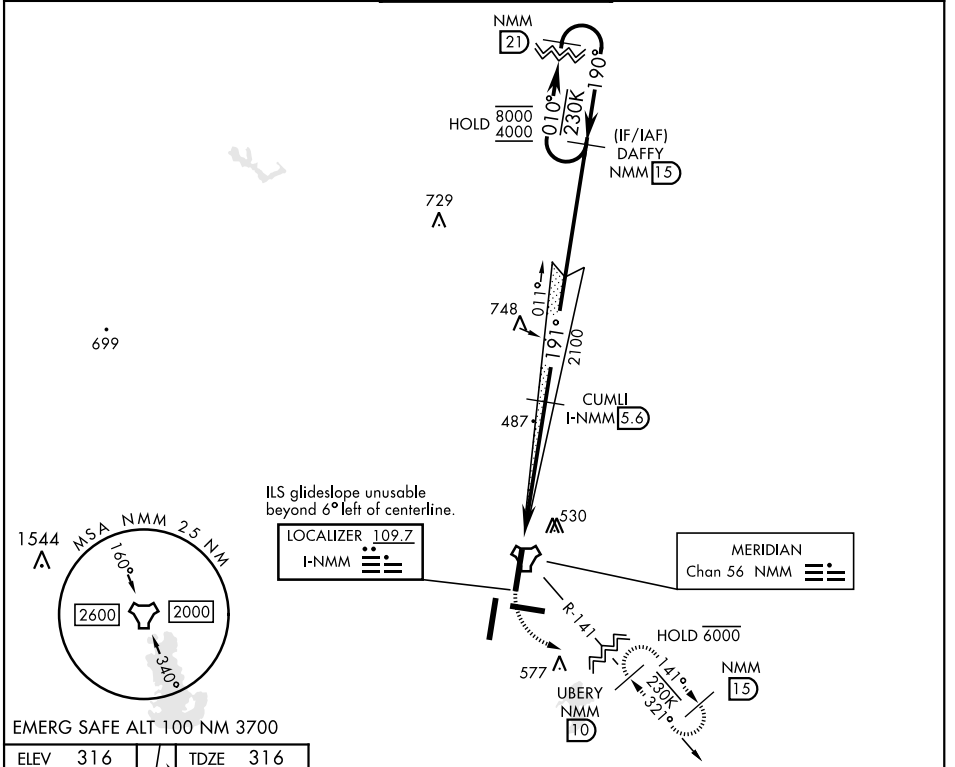 NMM
21
190°
010°
230K
HOLD 8000
4000
(IF/IAF)
DAFFY
NMM 15
729
011°
748
191°
2100
699
CUMLI
I-NMM 5.6
487
ILS glideslope unusable
beyond 6° left of centerline.
530
LOCALIZER 109.7
I-NMM
MERIDIAN
Chan 56 NMM
1544
MSA NMM 25 NM
160°
2600
2000
340°
R-141
HOLD 6000
577
141°
230K
321°
NMM
15
UBERY
NMM
10
EMERG SAFE ALT 100 NM 3700
ELEV 316
TDZE 316